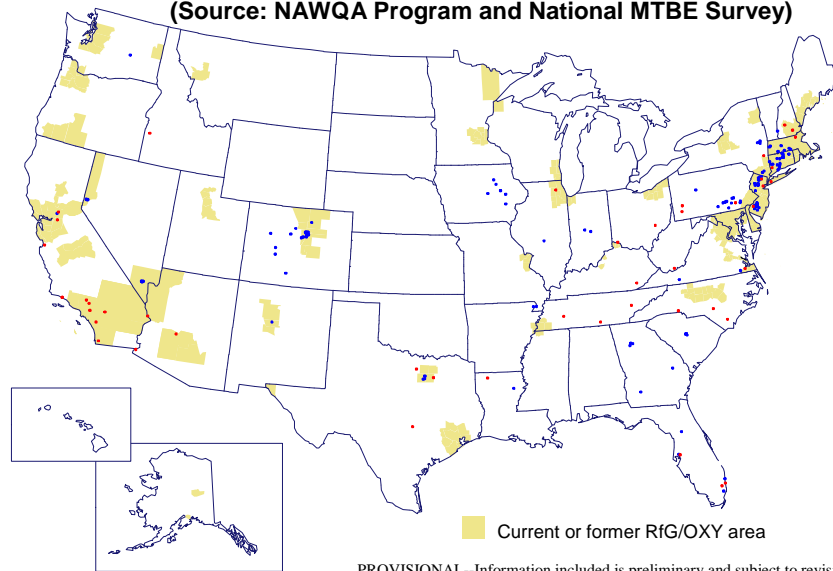 (Source: NAWQA Program and National MTBE Survey)
Current or former RfG/OXY area
PROVISIONAL--Information included is preliminary and subject to revis